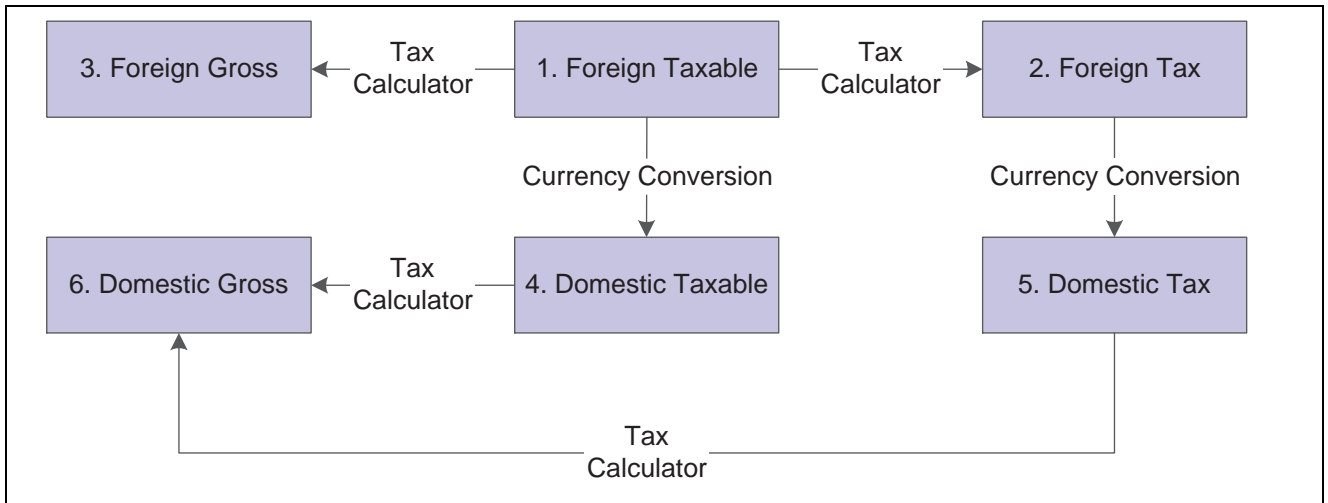 3. Foreign Gross
Tax
Calculator
1. Foreign Taxable
Tax
Calculator
2. Foreign Tax
Currency Conversion
Currency Conversion
6. Domestic Gross
Tax
Calculator
4. Domestic Taxable
5. Domestic Tax
Tax
Calculator